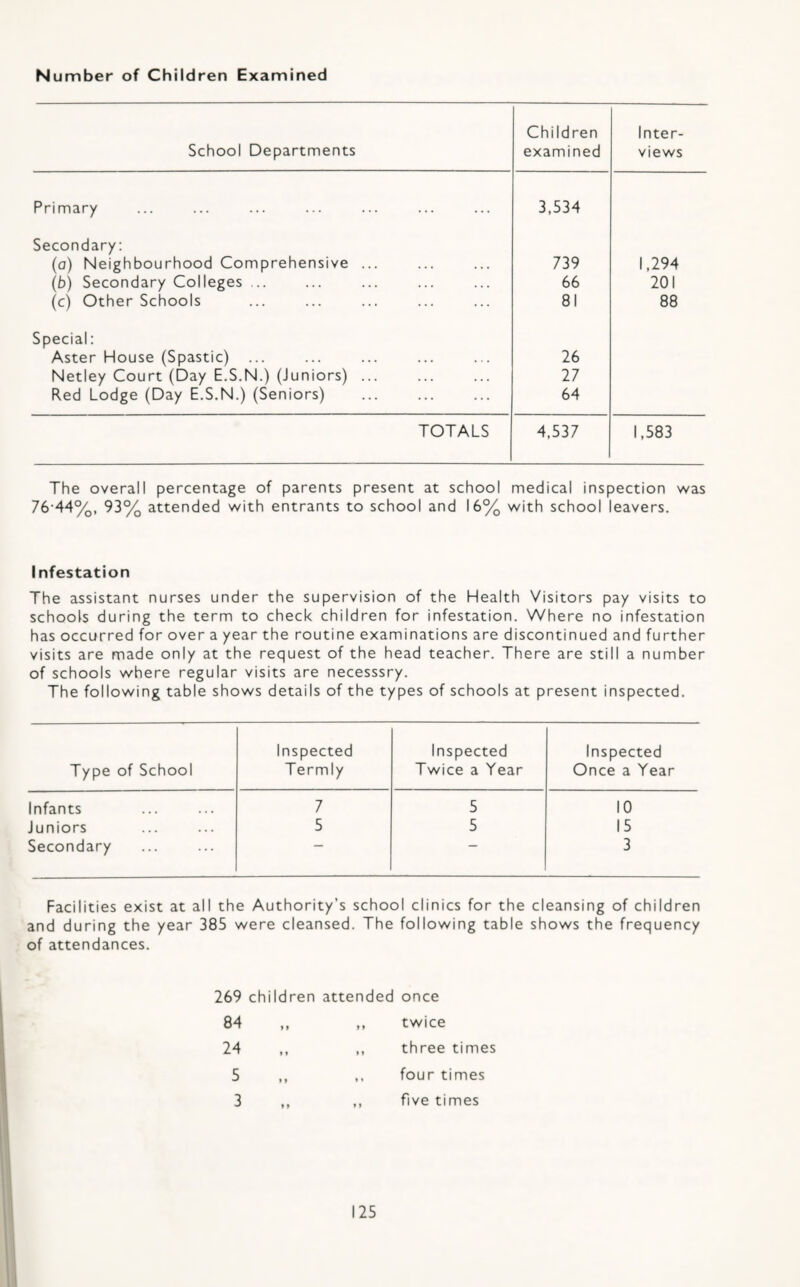 Number of Children Examined
School Departments Children examined Inter-views
Primary ... ... ... ... ... ... ... 3,534
Secondary:
(a) Neighbourhood Comprehensive ... ... ... 739 1,294
(b) Secondary Colleges ... ... ... ... ... 66 201
(c) Other Schools ... ... ... ... ... 81 88
Special:
Aster House (Spastic) ... ... ... ... ... 26
Netley Court (Day E.S.N.) (Juniors) ... ... ... 27
Red Lodge (Day E.S.N.) (Seniors) ... ... ... 64
TOTALS 4,537 1,583
The overall percentage of parents present at school medical inspection was
76·44%, 93% attended with entrants to school and 16% with school leavers.
Infestation
The assistant nurses under the supervision of the Health Visitors pay visits to
schools during the term to check children for infestation. Where no infestation
has occurred for over a year the routine examinations are discontinued and further
visits are made only at the request of the head teacher. There are still a number
of schools where regular visits are necesssry.
The following table shows details of the types of schools at present inspected.
Type of School Inspected Termly Inspected Twice a Year Inspected Once a Year
Infants ... ... 7 5 10
Juniors ... ... 5 5 15
Secondary ... ... — — 3
Facilities exist at all the Authority's school clinics for the cleansing of children
and during the year 385 were cleansed. The following table shows the frequency
of attendances.
269 children attended once
84 ,, ,, twice
24 ,, ,, three times
5 ,, ,, four times
3 ,, ,, five times
125